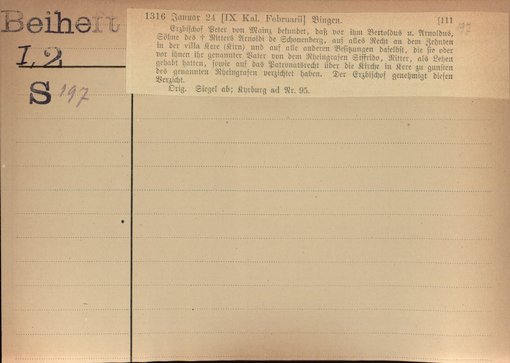 Beiheft
I, 2
S 197
1316 Januar 24 [IX Kal. Februarii] Bingen. [111
97
Erzbischof Peter von Mainz bekundet, daß vor ihm Bertoldus u. Arnoldus,
Söhne des † Ritters Arnoldi de Schonenberg, auf alles Recht an dem Zehnten
in der villa Kere (Kirn) und auf alle anderen Besitzungen daselbst, die sie oder
vor ihnen ihr genannter Vater von dem Rheingrafen Siffrido, Ritter, als Lehen
gehabt hatten, sowie auf das Patronatsrecht über die Kirche in Kere zu gunsten
des genannten Rheingrafen verzichtet haben. Der Erzbischof genehmigt diesen
Verzicht.
Orig. Siegel ab; Kyrburg ad Nr. 95.